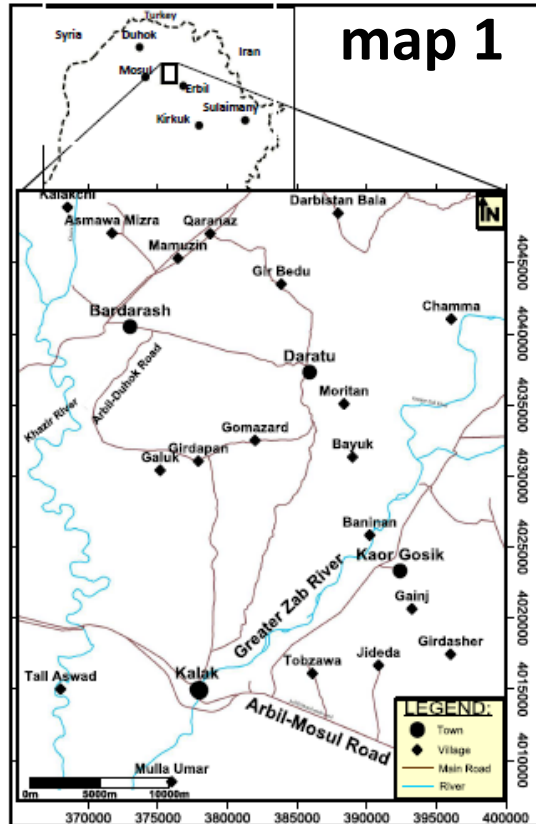 map 1
Turkey
Syria
Duhok
Iran
Mosul
Erbil
Sulaimany
Kirkuk
N
Kalakchi
Darbistan Bala
Asmawa Mizra
Qaranaz
Mamuzin
Gir Bedu
Chamma
Bardarash
Daratu
Arbil-Duhok Road
Moritan
Khazir River
Gomazard
Bayuk
Girdapan
Galuk
Baninan
Kaor Gosik
Greater Zab River
Gainj
Girdasher
Jideda
Tobzawa
Tall Aswad
Kalak
Arbil-Mosul Road
Mulla Umar
0m 5000m 10000m
LEGEND:
Town
Village
Main Road
River
4045000
4040000
4035000
4030000
4025000
4020000
4015000
4010000
370000 375000 380000 385000 390000 395000 400000